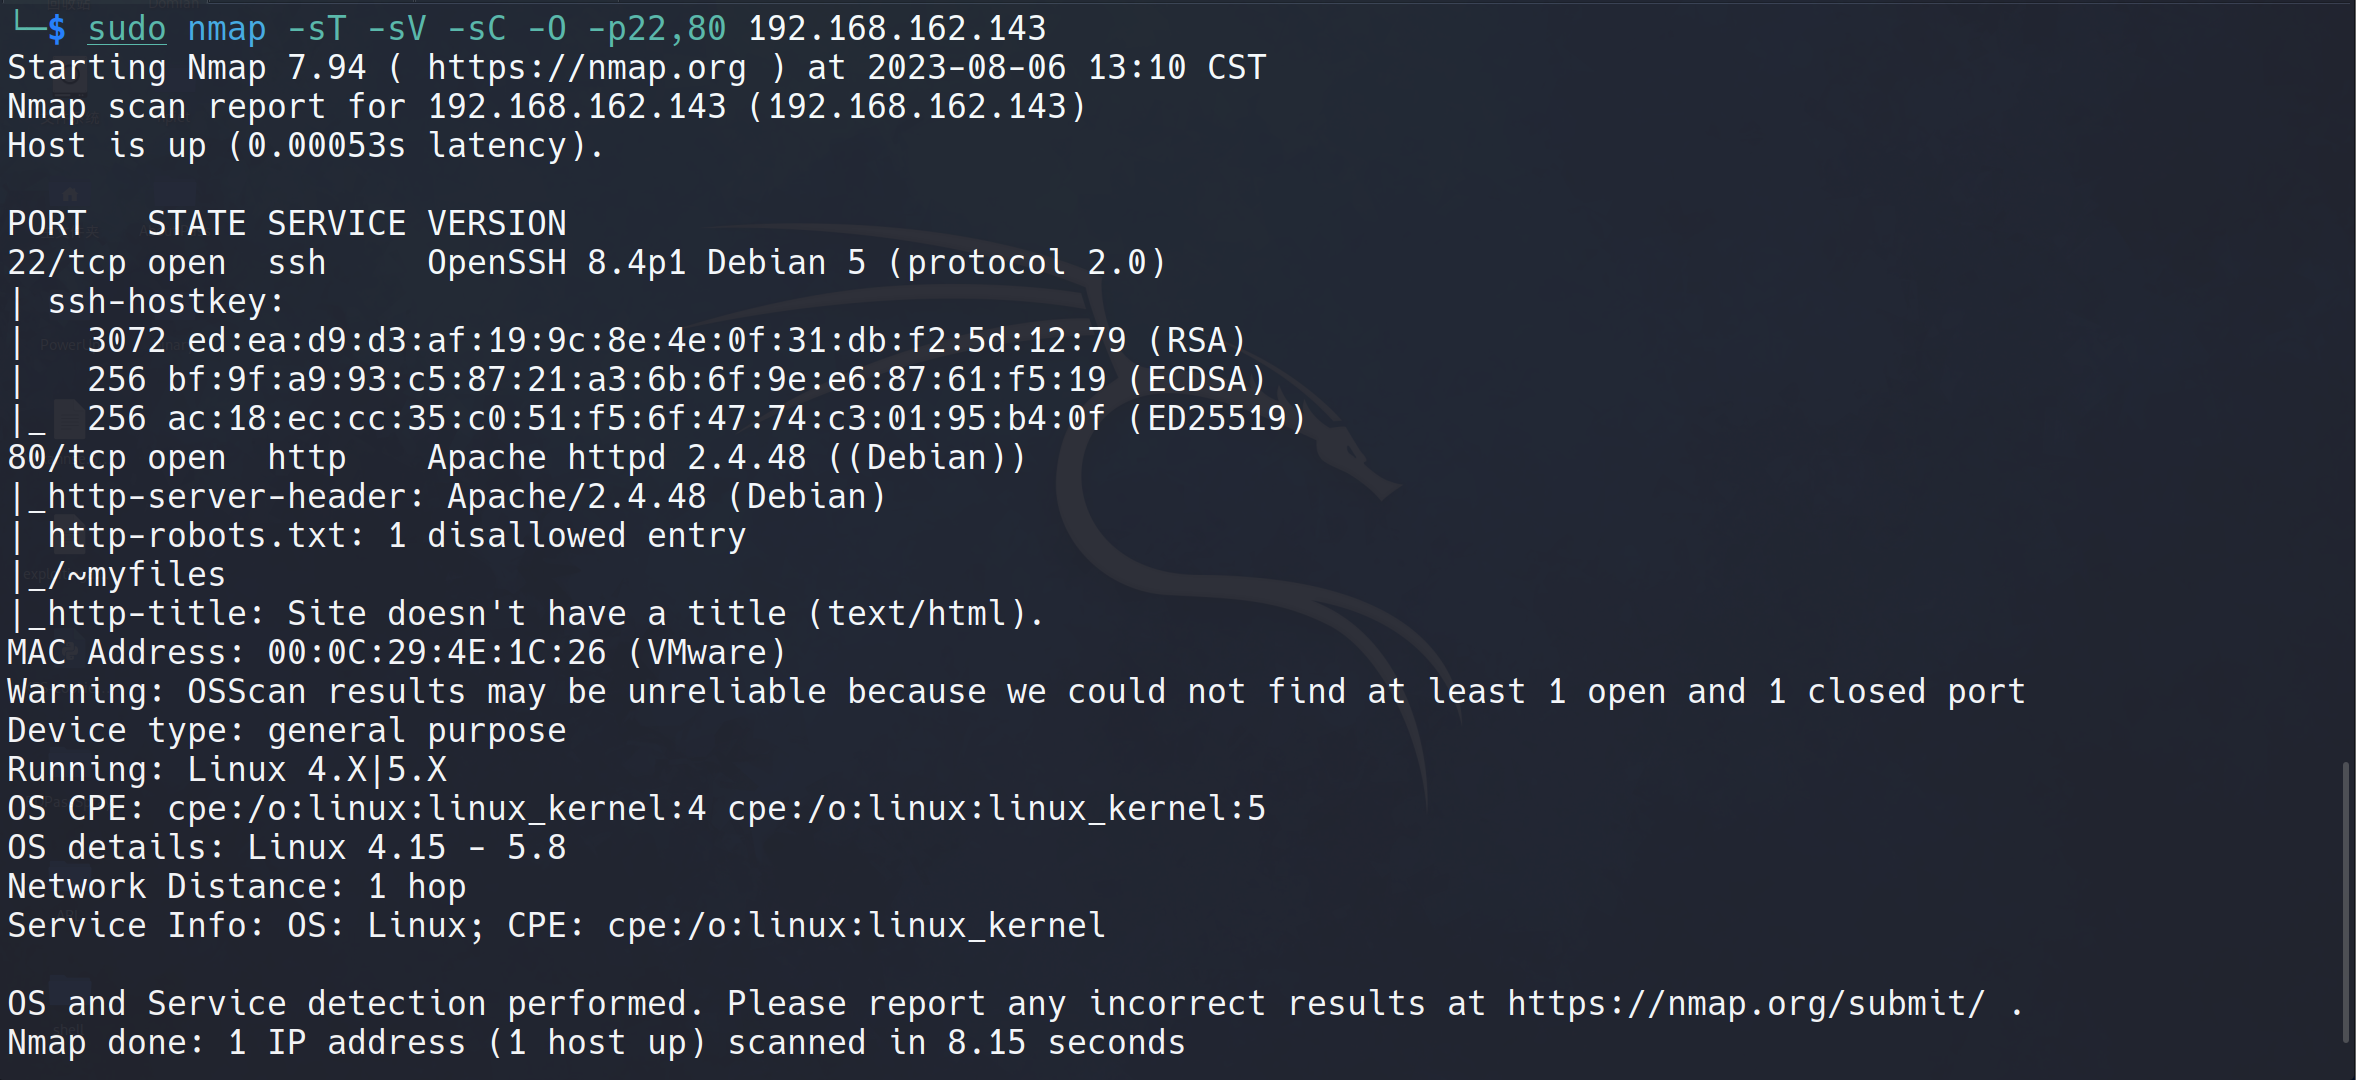 └─$ sudo nmap -sT -sV -sC -O -p22,80 192.168.162.143
Starting Nmap 7.94 ( https://nmap.org ) at 2023-08-06 13:10 CST
Nmap scan report for 192.168.162.143 (192.168.162.143)
Host is up (0.00053s latency).

PORT   STATE SERVICE VERSION
22/tcp open  ssh     OpenSSH 8.4p1 Debian 5 (protocol 2.0)
| ssh-hostkey:
|   3072 ed:ea:d9:d3:af:19:9c:8e:4e:0f:31:db:f2:5d:12:79 (RSA)
|   256 bf:9f:a9:93:c5:87:21:a3:6b:6f:9e:e6:87:61:f5:19 (ECDSA)
|_  256 ac:18:ec:cc:35:c0:51:f5:6f:47:74:c3:01:95:b4:0f (ED25519)
80/tcp open  http    Apache httpd 2.4.48 ((Debian))
|_http-server-header: Apache/2.4.48 (Debian)
| http-robots.txt: 1 disallowed entry
|_/~myfiles
|_http-title: Site doesn't have a title (text/html).
MAC Address: 00:0C:29:4E:1C:26 (VMware)
Warning: OSScan results may be unreliable because we could not find at least 1 open and 1 closed port
Device type: general purpose
Running: Linux 4.X|5.X
OS CPE: cpe:/o:linux:linux_kernel:4 cpe:/o:linux:linux_kernel:5
OS details: Linux 4.15 - 5.8
Network Distance: 1 hop
Service Info: OS: Linux; CPE: cpe:/o:linux:linux_kernel

OS and Service detection performed. Please report any incorrect results at https://nmap.org/submit/ .
Nmap done: 1 IP address (1 host up) scanned in 8.15 seconds